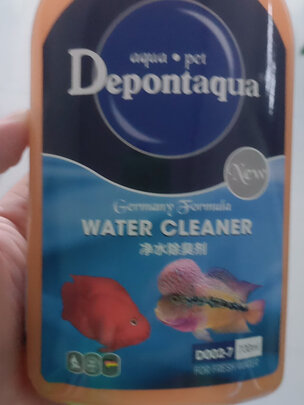 aqua • pet
Depontaqua
New
Germany Formula
WATER CLEANER
净水除臭剂
D002-7
FOR FRESH WATER